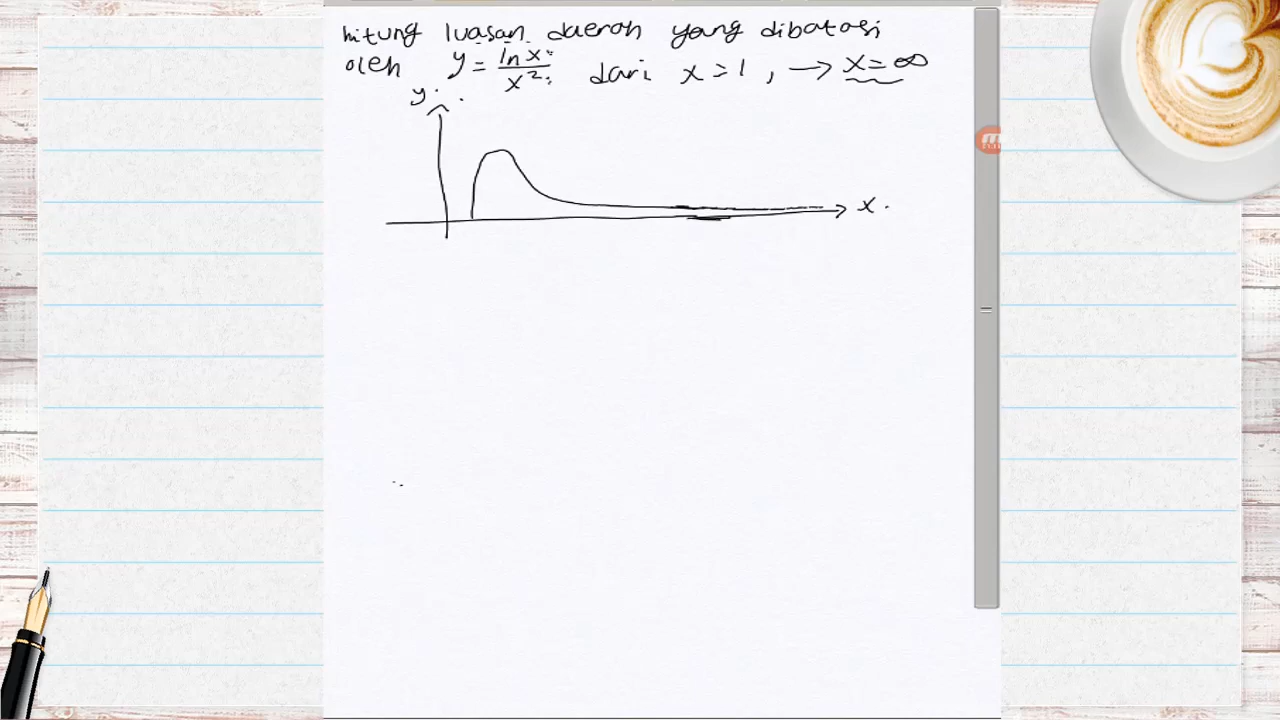 hitung luasan daerah yang dibatasi
oleh y = ln x / x² dari x = 1 , → x = ∞
y
x